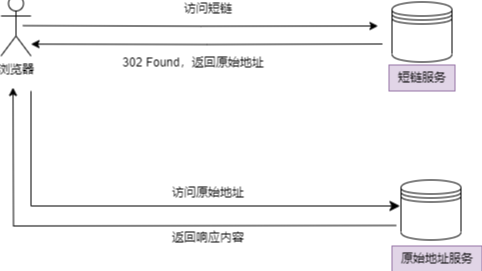 访问短链
302 Found，返回原始地址
浏览器
短链服务
访问原始地址
返回响应内容
原始地址服务